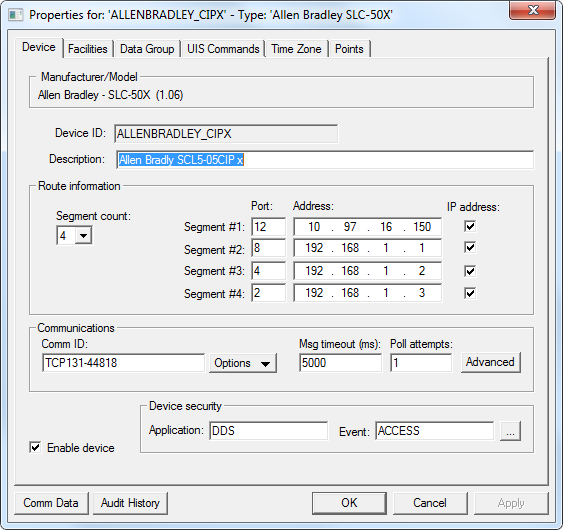 Properties for: 'ALLENBRADLEY_CIPX' - Type: 'Allen Bradley SLC-50X'
Device Facilities Data Group UIS Commands Time Zone Points
Manufacturer/Model
Allen Bradley - SLC-50X (1.06)
Device ID: ALLENBRADLEY_CIPX
Description: Allen Bradly SCL5-05CIP x
Route infomation
Port: Address: IP address:
Segment count:
4
Segment #1: 12 10 . 97 . 16 . 150
Segment #2: 8 192 . 168 . 1 . 1
Segment #3: 4 192 . 168 . 1 . 2
Segment #4: 2 192 . 168 . 1 . 3
Communications
Comm ID: Msg timeout (ms): Poll attempts:
TCP131-44818 Options 5000 1 Advanced
Device security
Application: DDS Event: ACCESS ...
Enable device
Comm Data Audit History OK Cancel Apply